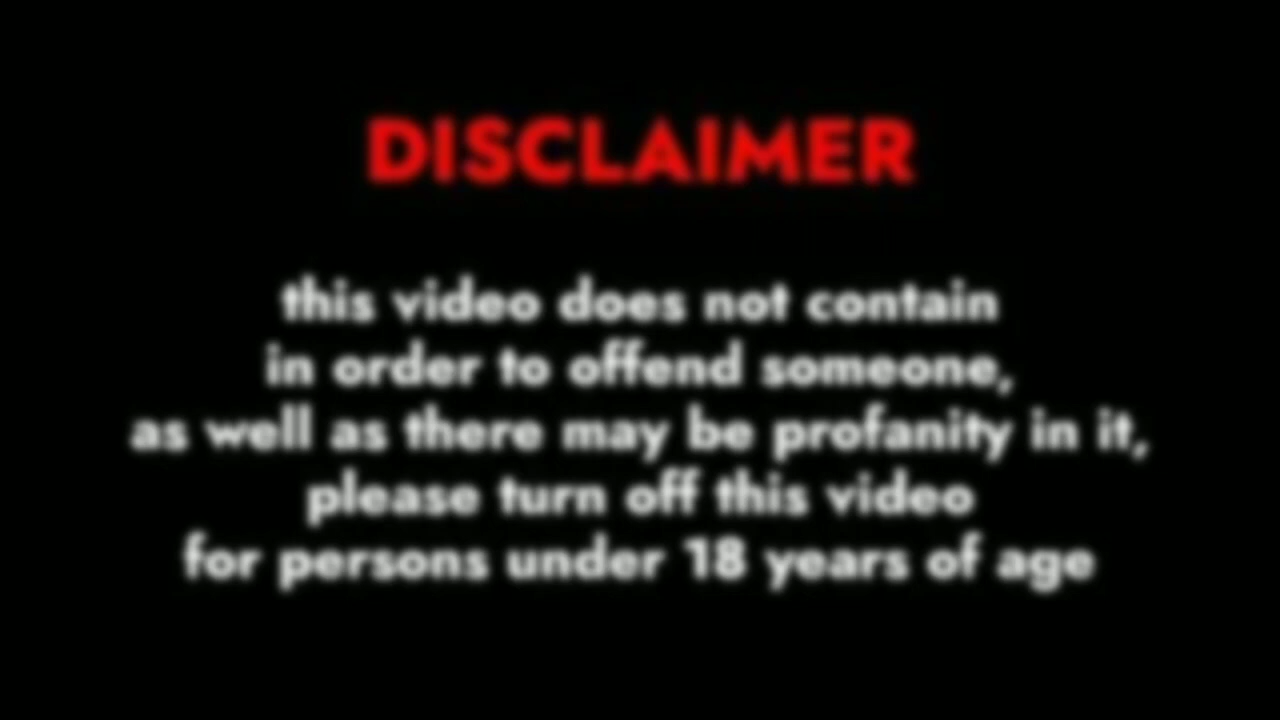 DISCLAIMER
this video does not contain
in order to offend someone,
as well as there may be profanity in it,
please turn off this video
for persons under 18 years of age